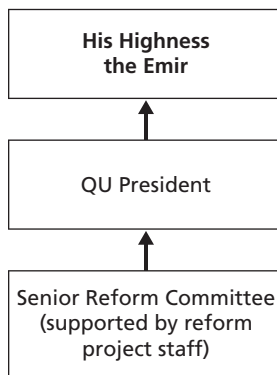 His Highness
the Emir
QU President
Senior Reform Committee
(supported by reform
project staff)